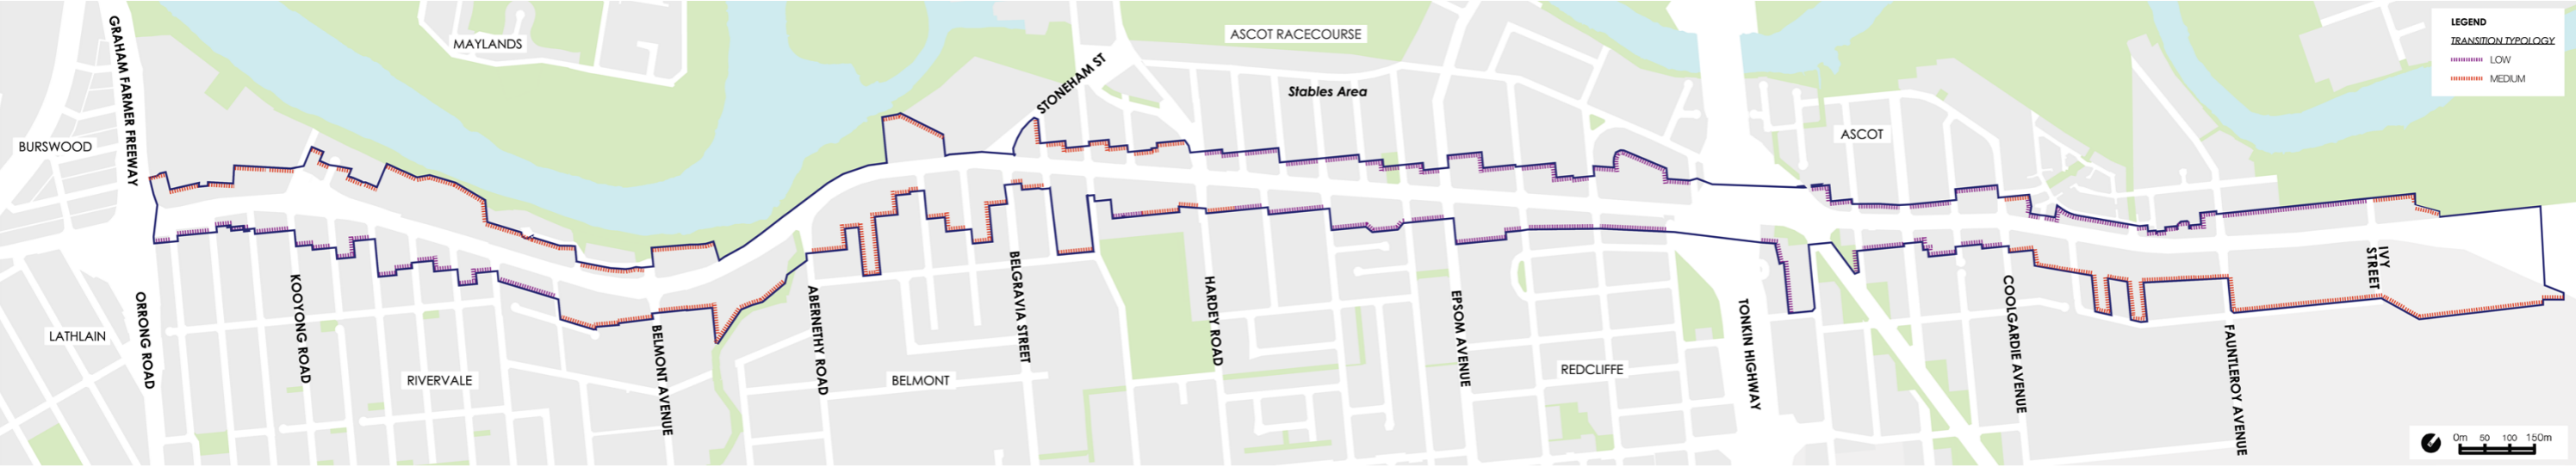 GRAHAM FARMER FREEWAY
MAYLANDS
ASCOT RACECOURSE
STONEHAM ST
Stables Area
BURSWOOD
ASCOT
LEGEND
TRANSITION TYPOLOGY
LOW
MEDIUM
LATHLAIN
ORRONG ROAD
KOOYONG ROAD
RIVERVALE
BELMONT AVENUE
ABERNETHY ROAD
BELMONT
BELGRAVIA STREET
HARDEY ROAD
EPSOM AVENUE
REDCLIFFE
TONKIN HIGHWAY
COOLGARDIE AVENUE
FAUNTLEROY AVENUE
IVY
STREET
0m 50 100 150m